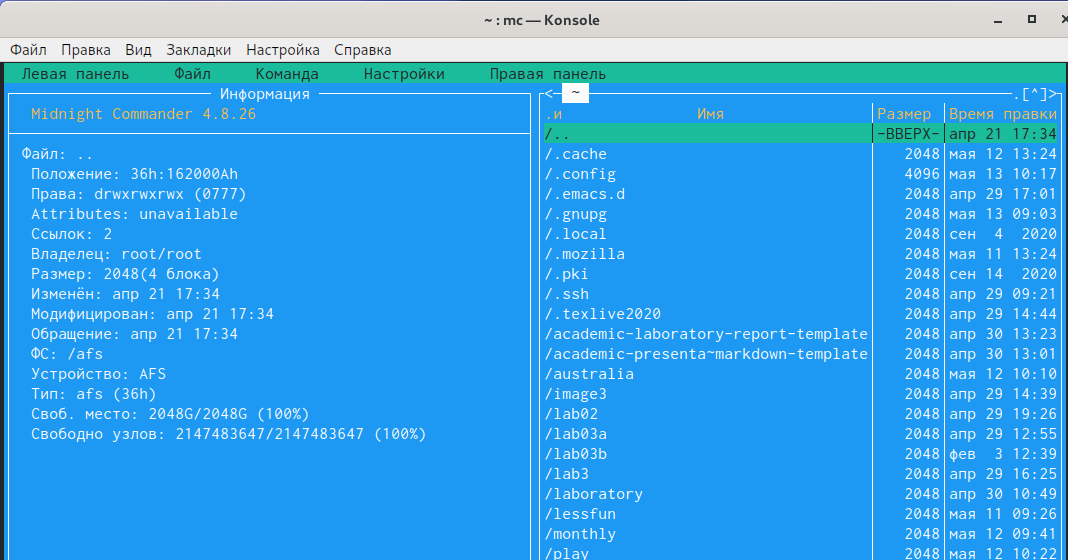 ~ : mc — Konsole
Файл Правка Вид Закладки Настройка Справка
Левая панель Файл Команда Настройки Правая панель
Информация
Midnight Commander 4.8.26
Файл: ..
Положение: 36h:162000Ah
Права: drwxrwxrwx (0777)
Attributes: unavailable
Ссылок: 2
Владелец: root/root
Размер: 2048(4 блока)
Изменён: апр 21 17:34
Модифицирован: апр 21 17:34
Обращение: апр 21 17:34
ФС: /afs
Устройство: AFS
Тип: afs (36h)
Своб. место: 2048G/2048G (100%)
Свободно узлов: 2147483647/2147483647 (100%)
<─ ~ .[^]>
.и Имя Размер Время правки
/.. -ВВЕРХ- апр 21 17:34
/.cache 2048 мая 12 13:24
/.config 4096 мая 13 10:17
/.emacs.d 2048 апр 29 17:01
/.gnupg 2048 мая 13 09:03
/.local 2048 сен 4 2020
/.mozilla 2048 мая 11 13:24
/.pki 2048 сен 14 2020
/.ssh 2048 апр 29 09:21
/.texlive2020 2048 апр 29 14:44
/academic-laboratory-report-template 2048 апр 30 13:23
/academic-presenta~markdown-template 2048 апр 30 13:01
/australia 2048 мая 12 10:10
/image3 2048 апр 29 14:39
/lab02 2048 апр 29 19:26
/lab03a 2048 апр 29 12:55
/lab03b 2048 фев 3 12:39
/lab3 2048 апр 29 16:25
/laboratory 2048 апр 30 10:49
/lessfun 2048 мая 11 09:26
/monthly 2048 мая 12 09:41
/play 2048 мая 12 10:22